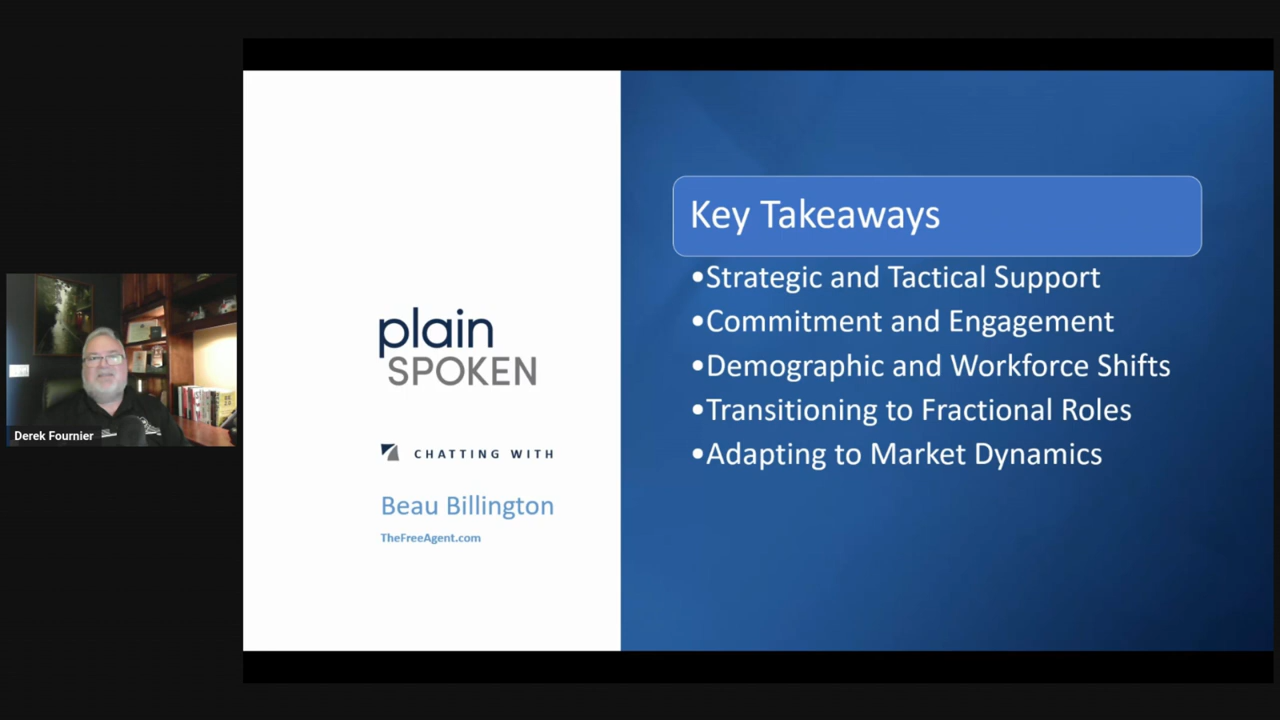 Derek Fournier
plain
SPOKEN
CHATTING WITH
Beau Billington
TheFreeAgent.com
Key Takeaways
•Strategic and Tactical Support
•Commitment and Engagement
•Demographic and Workforce Shifts
•Transitioning to Fractional Roles
•Adapting to Market Dynamics